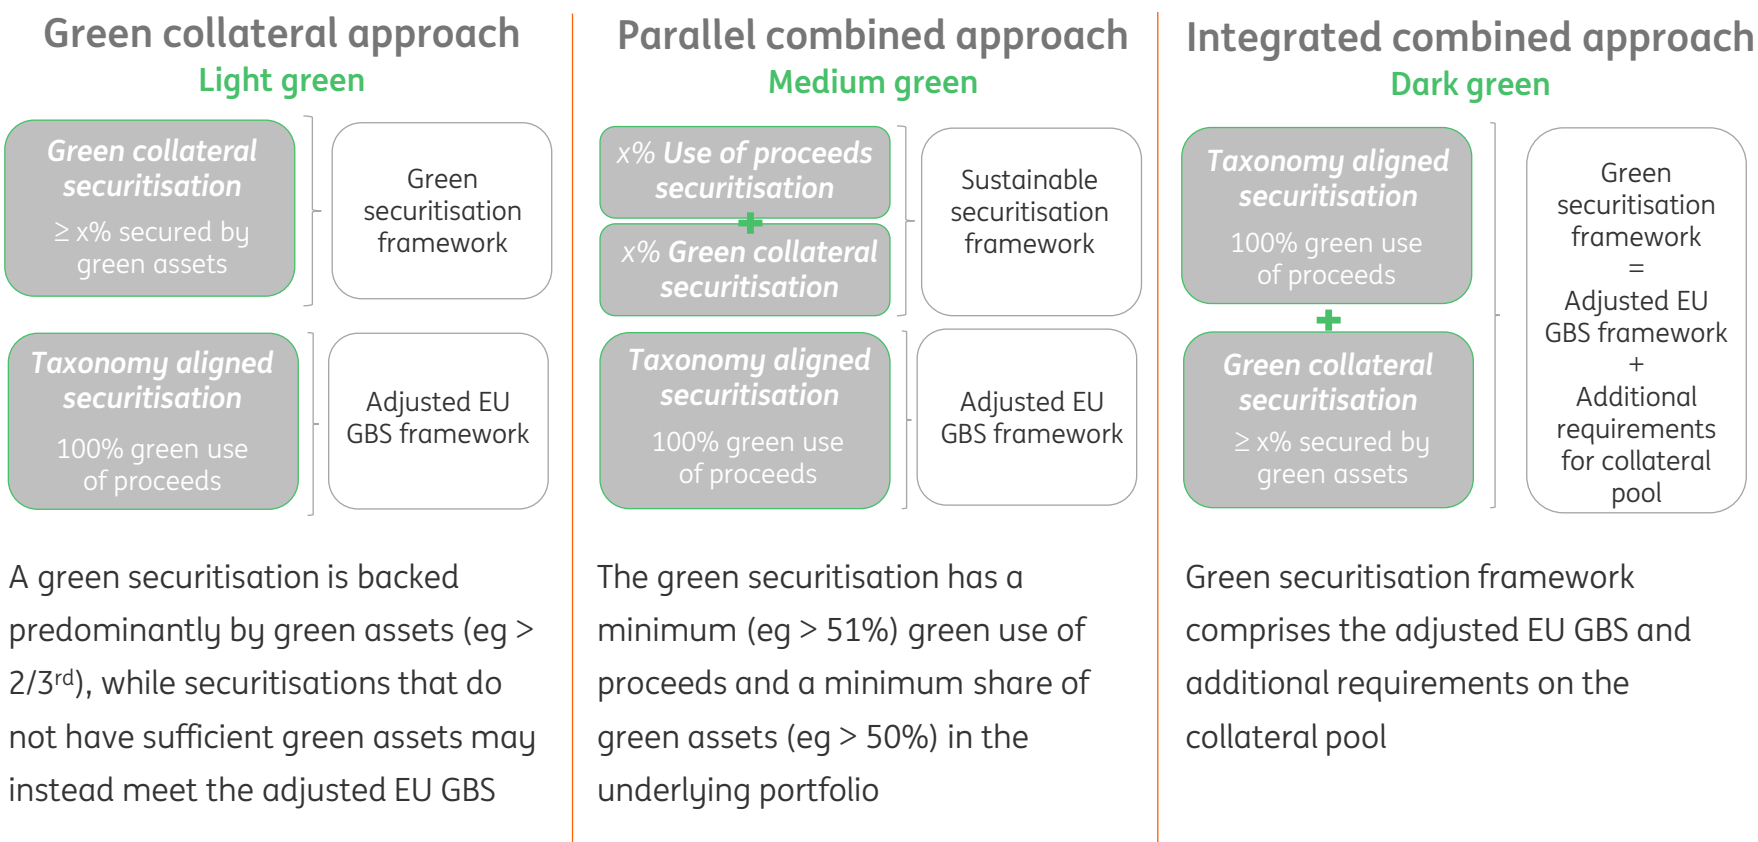 Green collateral approach
Light green
Green collateral
securitisation
≥ x% secured by
green assets
Green
securitisation
framework
Taxonomy aligned
securitisation
100% green use
of proceeds
Adjusted EU
GBS framework
A green securitisation is backed
predominantly by green assets (eg >
2/3rd), while securitisations that do
not have sufficient green assets may
instead meet the adjusted EU GBS
Parallel combined approach
Medium green
x% Use of proceeds
securitisation
+
x% Green collateral
securitisation
Sustainable
securitisation
framework
Taxonomy aligned
securitisation
100% green use
of proceeds
Adjusted EU
GBS framework
The green securitisation has a
minimum (eg > 51%) green use of
proceeds and a minimum share of
green assets (eg > 50%) in the
underlying portfolio
Integrated combined approach
Dark green
Taxonomy aligned
securitisation
100% green use
of proceeds
+
Green collateral
securitisation
≥ x% secured by
green assets
Green
securitisation
framework
=
Adjusted EU
GBS framework
+
Additional
requirements
for collateral
pool
Green securitisation framework
comprises the adjusted EU GBS and
additional requirements on the
collateral pool